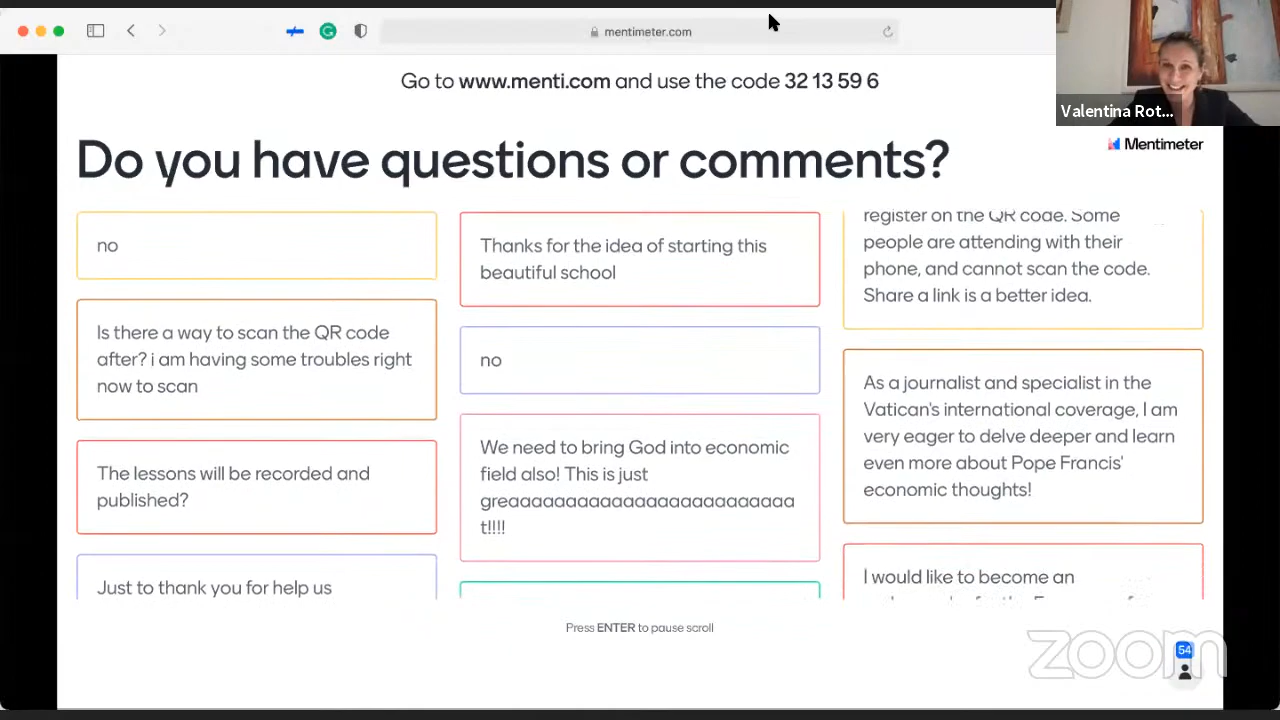 mentimeter.com
Go to www.menti.com and use the code 32 13 59 6
Valentina Rot...
Mentimeter
Do you have questions or comments?
no
Is there a way to scan the QR code
after? i am having some troubles right
now to scan
The lessons will be recorded and
published?
Just to thank you for help us
Thanks for the idea of starting this
beautiful school
no
We need to bring God into economic
field also! This is just
greaaaaaaaaaaaaaaaaaaaaaaaaa
t!!!!
register on the QR code. Some
people are attending with their
phone, and cannot scan the code.
Share a link is a better idea.
As a journalist and specialist in the
Vatican's international coverage, I am
very eager to delve deeper and learn
even more about Pope Francis'
economic thoughts!
I would like to become an
Press ENTER to pause scroll
zoom
54